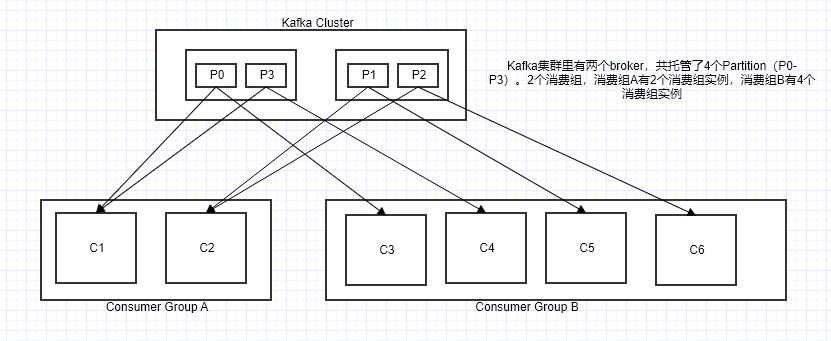 Kafka Cluster
P0 P3 P1 P2
Kafka集群里有两个broker，共托管了4个Partition（P0-
P3）。2个消费组，消费组A有2个消费组实例，消费组B有4个
消费组实例
C1 C2 C3 C4 C5 C6
Consumer Group A Consumer Group B